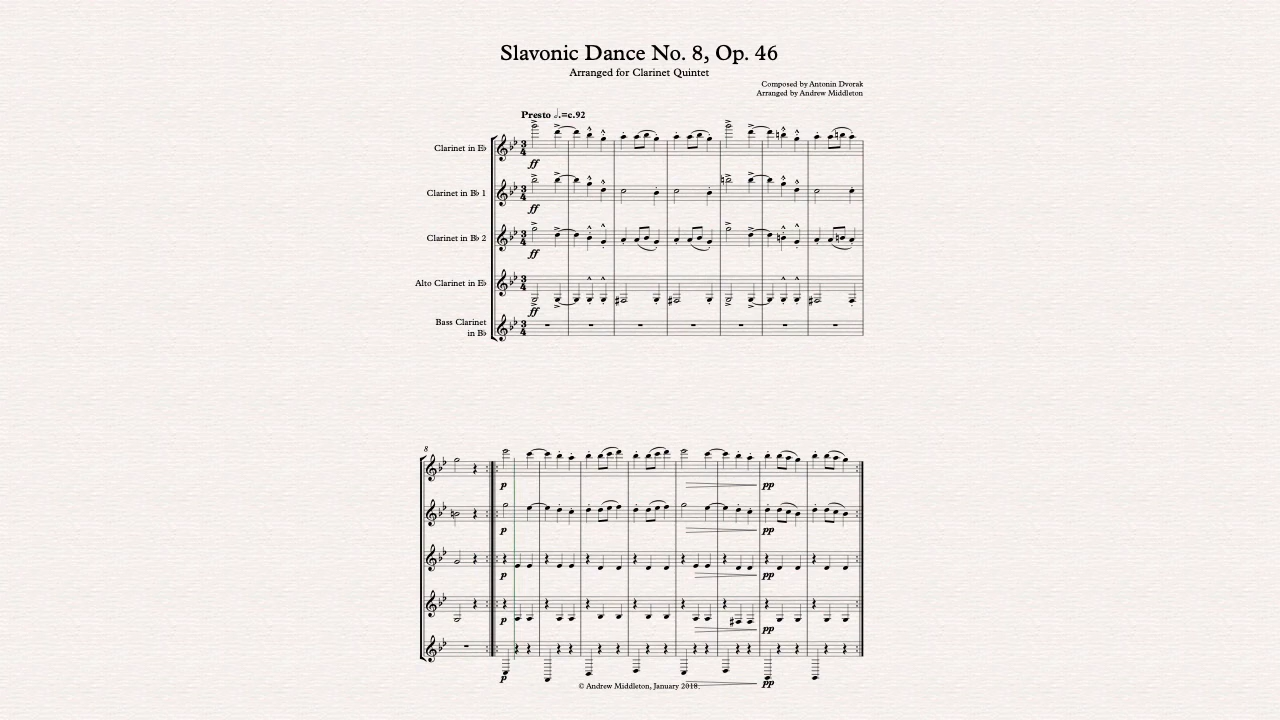 Slavonic Dance No. 8, Op. 46
Arranged for Clarinet Quintet
Composed by Antonin Dvorak
Arranged by Andrew Middleton
Presto 𝅗𝅥.=c.92
Clarinet in E♭
ff
Clarinet in B♭ 1
ff
Clarinet in B♭ 2
ff
Alto Clarinet in E♭
ff
Bass Clarinet
in B♭
8
p pp
p pp
p pp
p pp
p pp
© Andrew Middleton, January 2018.